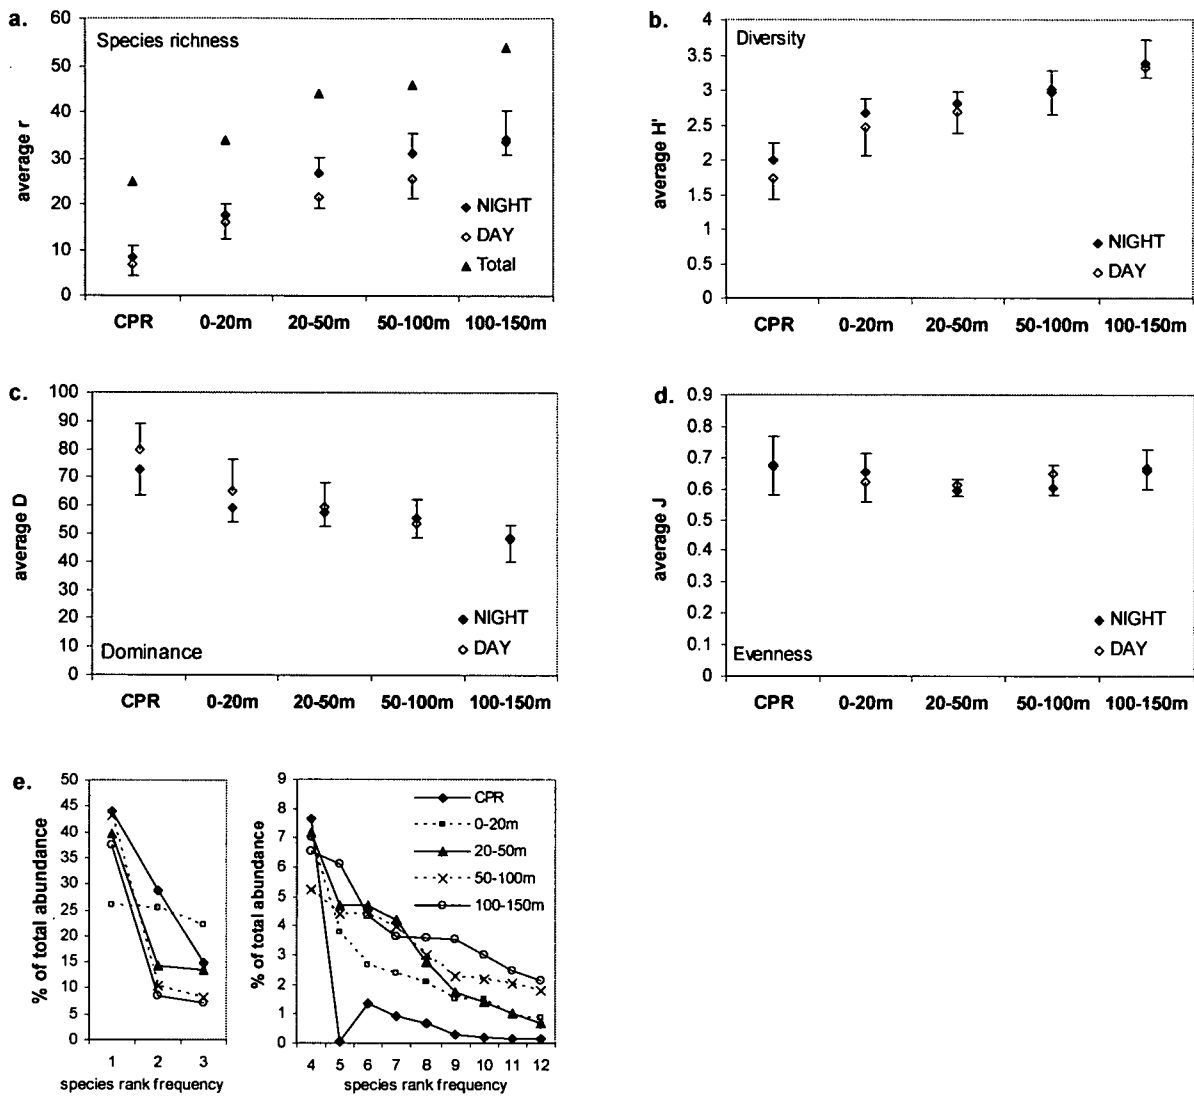 a.
60
50
40
30
20
10
0
average r
Species richness
NIGHT
DAY
Total
CPR 0-20m 20-50m 50-100m 100-150m
b.
4
3.5
3
2.5
2
1.5
1
0.5
0
average H'
Diversity
NIGHT
DAY
CPR 0-20m 20-50m 50-100m 100-150m
c.
100
90
80
70
60
50
40
30
20
10
0
average D
NIGHT
DAY
Dominance
CPR 0-20m 20-50m 50-100m 100-150m
d.
0.9
0.8
0.7
0.6
0.5
0.4
0.3
0.2
0.1
0
average J
NIGHT
DAY
Evenness
CPR 0-20m 20-50m 50-100m 100-150m
e.
50
45
40
35
30
25
20
15
10
5
0
% of total abundance
1 2 3
species rank frequency
9
8
7
6
5
4
3
2
1
0
% of total abundance
CPR
0-20m
20-50m
50-100m
100-150m
4 5 6 7 8 9 10 11 12
species rank frequency